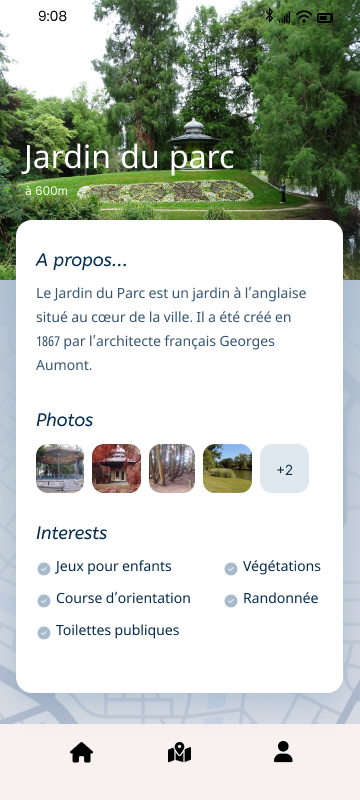 9:08
Jardin du parc
à 600m
A propos...
Le Jardin du Parc est un jardin à l'anglaise
situé au cœur de la ville. Il a été créé en
1867 par l'architecte français Georges
Aumont.
Photos
+2
Interests
Jeux pour enfants
Végétations
Course d'orientation
Randonnée
Toilettes publiques